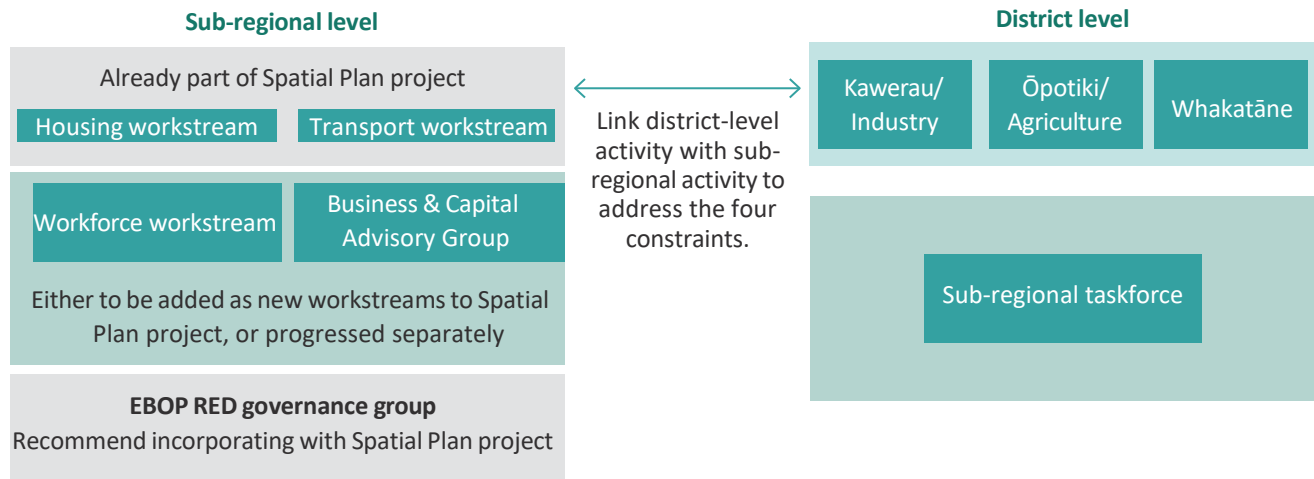 Sub-regional level
Already part of Spatial Plan project
Housing workstream
Transport workstream
Workforce workstream
Business & Capital
Advisory Group
Either to be added as new workstreams to Spatial
Plan project, or progressed separately
EBOP RED governance group
Recommend incorporating with Spatial Plan project
Link district-level
activity with sub-
regional activity to
address the four
constraints.
District level
Kawerau/
Industry
Ōpotiki/
Agriculture
Whakatāne
Sub-regional taskforce